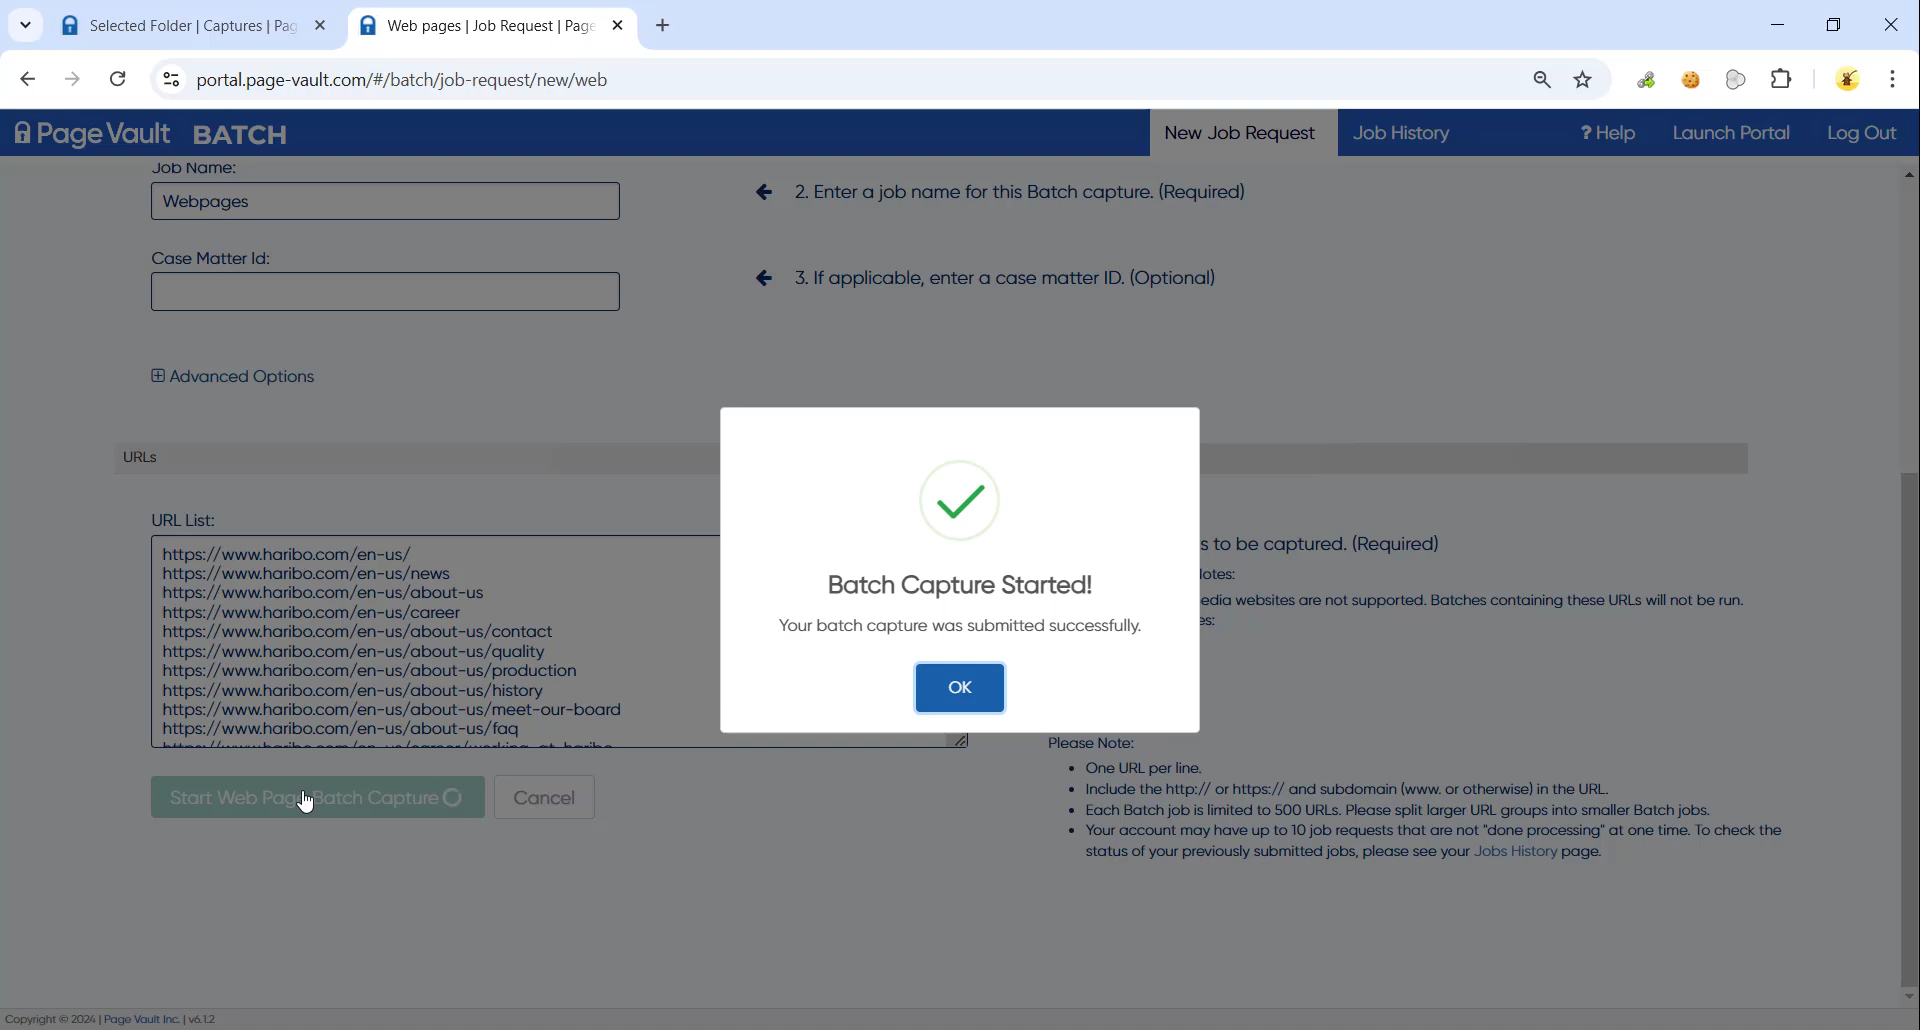 Selected Folder | Captures | Pag
Web pages | Job Request | Page
portal.page-vault.com/#/batch/job-request/new/web
Page Vault BATCH
New Job Request
Job History
? Help
Launch Portal
Log Out
Job Name:
Webpages
2. Enter a job name for this Batch capture. (Required)
Case Matter Id:
3. If applicable, enter a case matter ID. (Optional)
Advanced Options
URLs
URL List:
https://www.haribo.com/en-us/
https://www.haribo.com/en-us/news
https://www.haribo.com/en-us/about-us
https://www.haribo.com/en-us/career
https://www.haribo.com/en-us/about-us/contact
https://www.haribo.com/en-us/about-us/quality
https://www.haribo.com/en-us/about-us/production
https://www.haribo.com/en-us/about-us/history
https://www.haribo.com/en-us/about-us/meet-our-board
https://www.haribo.com/en-us/about-us/faq
https://www.haribo.com/en-us/career/working_at_haribo
Batch Capture Started!
Your batch capture was submitted successfully.
OK
s to be captured. (Required)
lotes:
edia websites are not supported. Batches containing these URLs will not be run.
es:
Start Web Page Batch Capture
Cancel
Please Note:
• One URL per line.
• Include the http:// or https:// and subdomain (www. or otherwise) in the URL.
• Each Batch job is limited to 500 URLs. Please split larger URL groups into smaller Batch jobs.
• Your account may have up to 10 job requests that are not "done processing" at one time. To check the
status of your previously submitted jobs, please see your Jobs History page.
Copyright © 2024 | Page Vault Inc. | v6.1.2